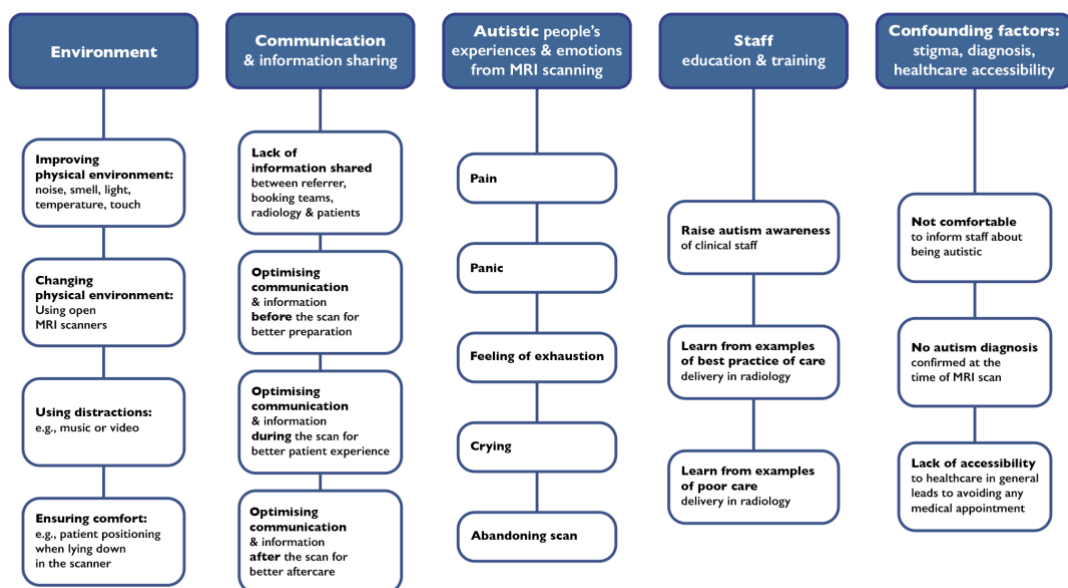 Environment
Improving
physical environment:
noise, smell, light,
temperature, touch
Changing
physical environment:
Using open
MRI scanners
Using distractions:
e.g., music or video
Ensuring comfort:
e.g., patient positioning
when lying down
in the scanner
Communication
& information sharing
Lack of
information shared
between referrer,
booking teams,
radiology & patients
Optimising
communication
& information
before the scan for
better preparation
Optimising
communication
& information
during the scan for
better patient experience
Optimising
communication
& information
after the scan for
better aftercare
Autistic people's
experiences & emotions
from MRI scanning
Pain
Panic
Feeling of exhaustion
Crying
Abandoning scan
Staff
education & training
Raise autism awareness
of clinical staff
Learn from examples
of best practice of care
delivery in radiology
Learn from examples
of poor care
delivery in radiology
Confounding factors:
stigma, diagnosis,
healthcare accessibility
Not comfortable
to inform staff about
being autistic
No autism diagnosis
confirmed at the
time of MRI scan
Lack of accessibility
to healthcare in general
leads to avoiding any
medical appointment